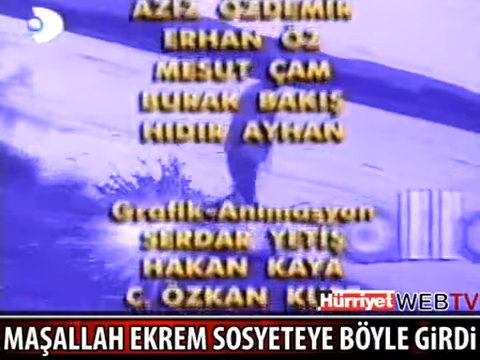 AZİZ ÖZDEMİR
ERHAN ÖZ
MESUT ÇAM
BURAK BAKIŞ
HIDIR AYHAN
Grafik-Animasyon
SERDAR YETİŞ
HAKAN KAYA
Ç. ÖZKAN
Hürriyet WEBTV
MAŞALLAH EKREM SOSYETEYE BÖYLE GİRDİ